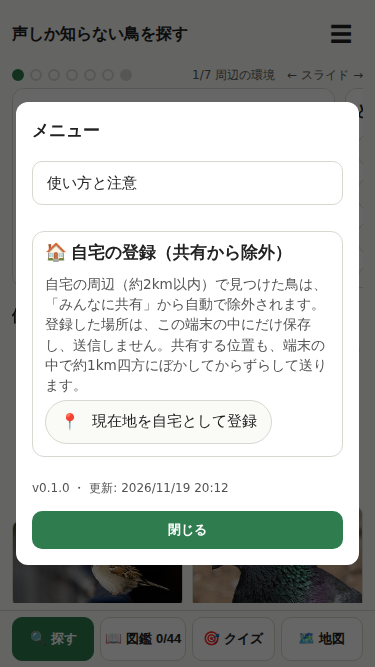 声しか知らない鳥を探す
1/7 周辺の環境 ← スライド →
メニュー
使い方と注意
🏠 自宅の登録（共有から除外）
自宅の周辺（約2km以内）で見つけた鳥は、
「みんなに共有」から自動で除外されます。
登録した場所は、この端末の中にだけ保存
し、送信しません。共有する位置も、端末の
中で約1km四方にぼかしてからずらして送り
ます。
📍 現在地を自宅として登録
v0.1.0 ・ 更新: 2026/11/19 20:12
閉じる
🔍 探す
📖 図鑑 0/44
🎯 クイズ
🗺️ 地図